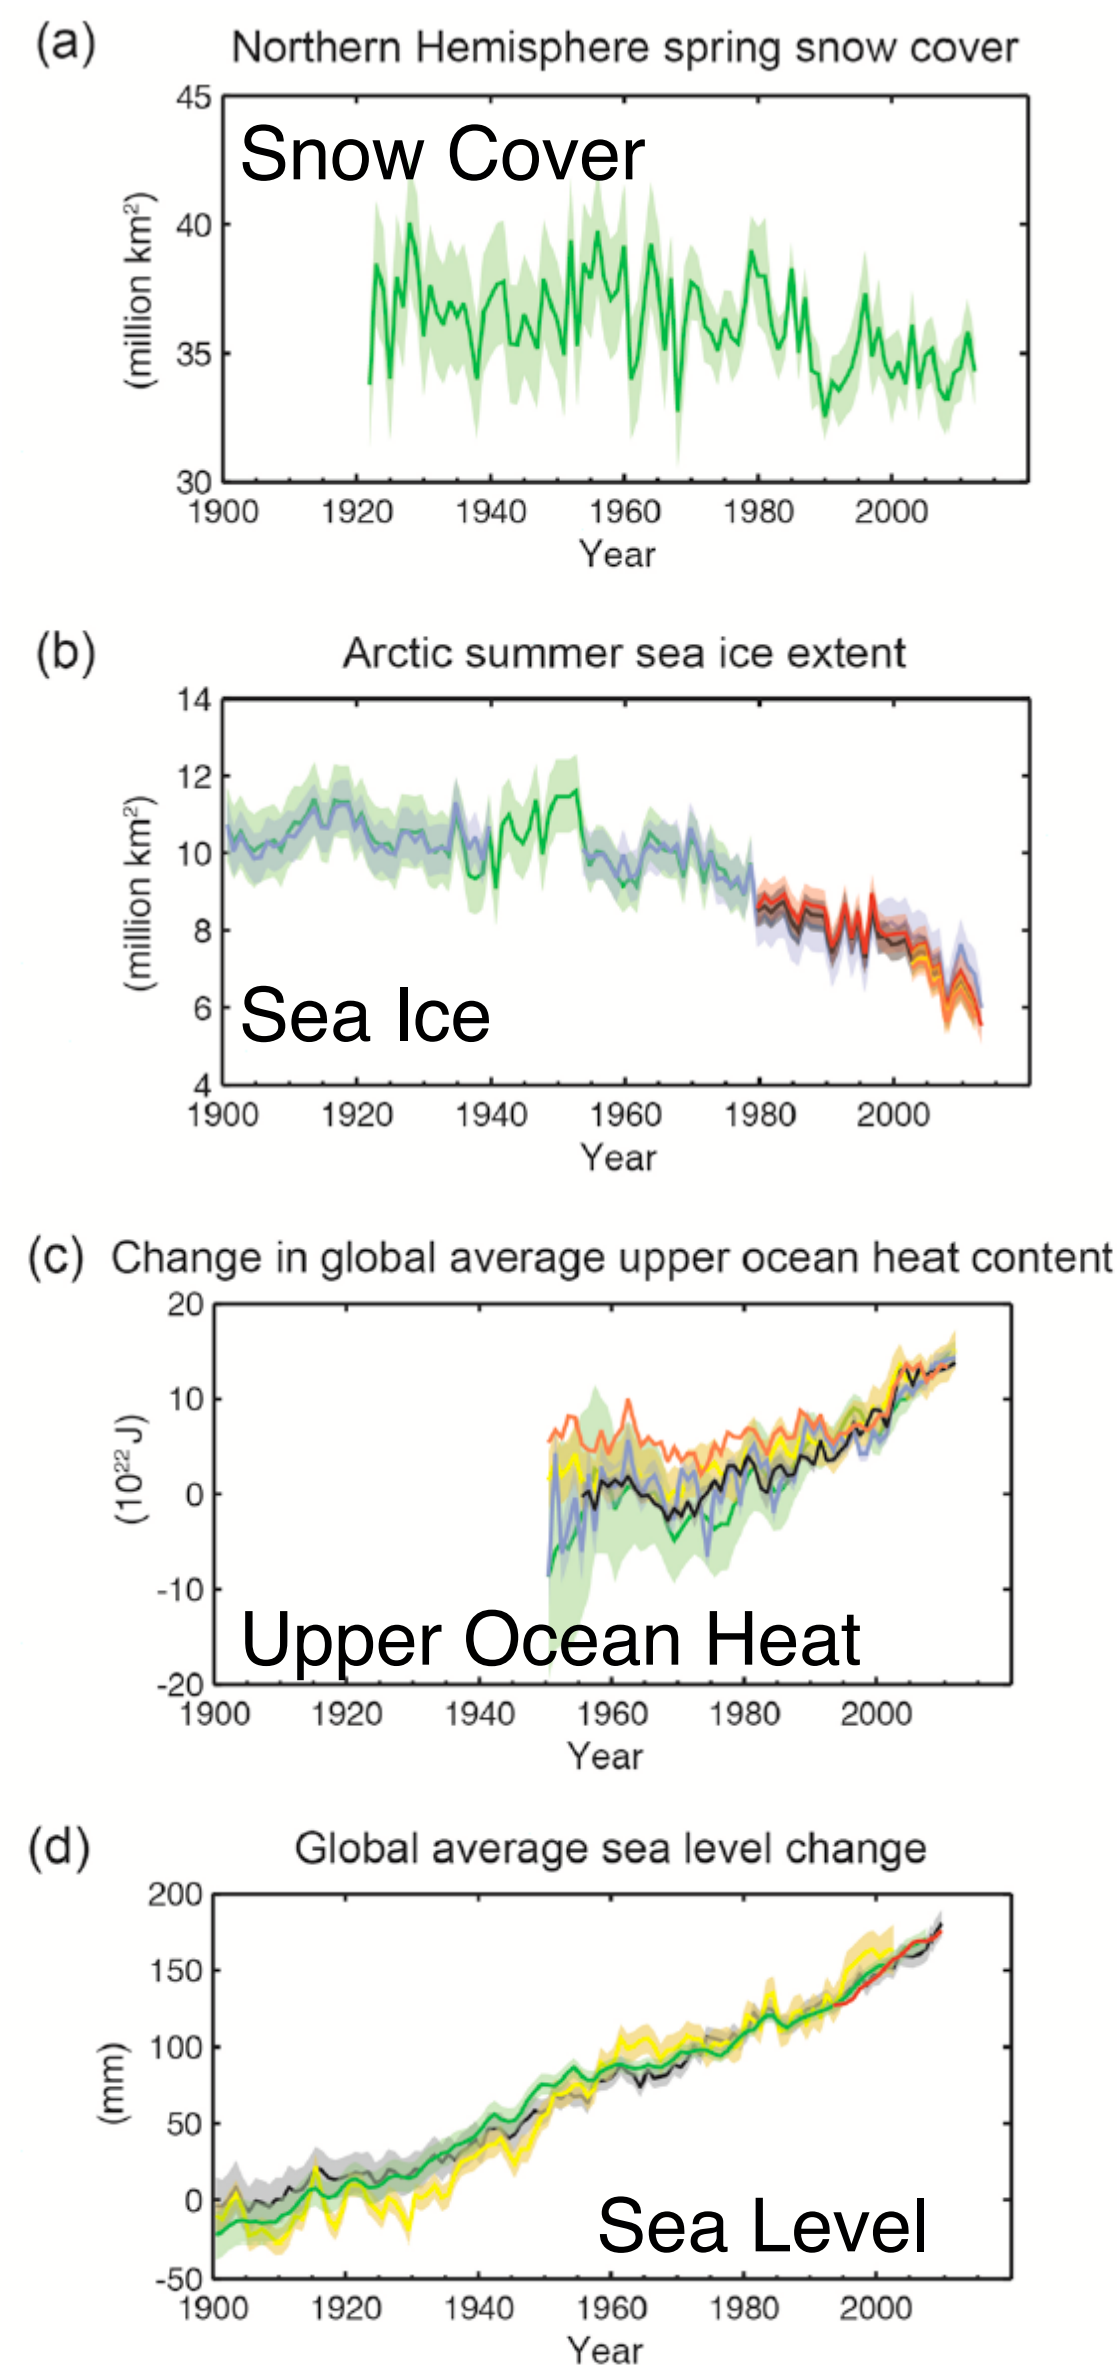 (a) Northern Hemisphere spring snow cover
45
Snow Cover
40
(million km²)
35
30
1900 1920 1940 1960 1980 2000
Year
(b) Arctic summer sea ice extent
14
12
10
(million km²)
8
Sea Ice
6
4
1900 1920 1940 1960 1980 2000
Year
(c) Change in global average upper ocean heat content
20
10
(10²² J)
0
-10
Upper Ocean Heat
-20
1900 1920 1940 1960 1980 2000
Year
(d) Global average sea level change
200
150
100
(mm)
50
0
Sea Level
-50
1900 1920 1940 1960 1980 2000
Year